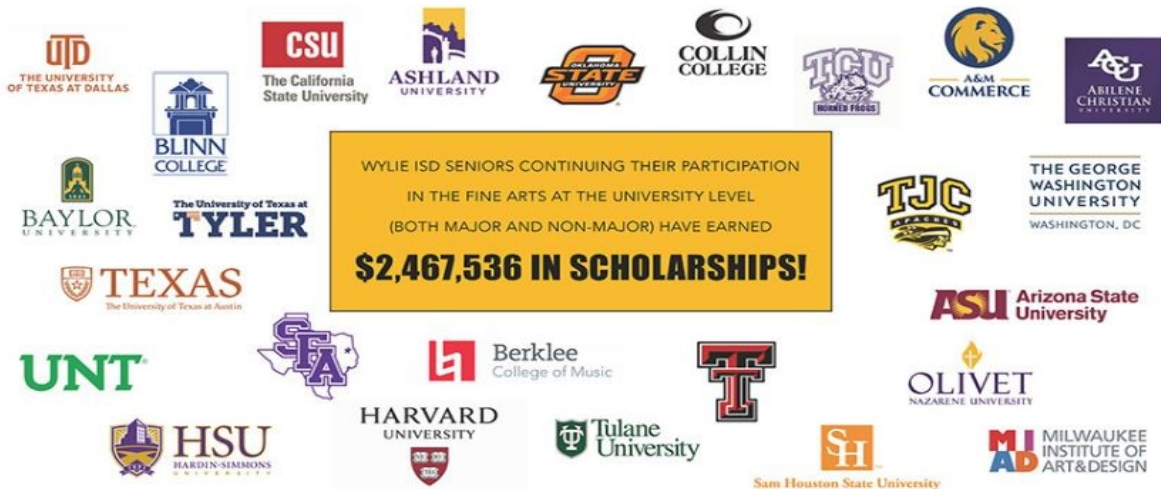 UTD
THE UNIVERSITY
OF TEXAS AT DALLAS
BLINN
COLLEGE
CSU
The California
State University
ASHLAND
UNIVERSITY
OKLAHOMA
STATE
UNIVERSITY
COLLIN
COLLEGE
TCU
HORNED FROGS
A&M
COMMERCE
ACU
ABILENE
CHRISTIAN
UNIVERSITY
WYLIE ISD SENIORS CONTINUING THEIR PARTICIPATION
IN THE FINE ARTS AT THE UNIVERSITY LEVEL
(BOTH MAJOR AND NON-MAJOR) HAVE EARNED
$2,467,536 IN SCHOLARSHIPS!
BAYLOR
UNIVERSITY
The University of Texas at
TYLER
TJC
APACHES
THE GEORGE
WASHINGTON
UNIVERSITY
WASHINGTON, DC
TEXAS
The University of Texas at Austin
ASU Arizona State
University
UNT
SFA
Berklee
College of Music
T
OLIVET
NAZARENE UNIVERSITY
HSU
HARDIN-SIMMONS
UNIVERSITY
HARVARD
UNIVERSITY
Tulane
University
SH
Sam Houston State University
MI
AD
MILWAUKEE
INSTITUTE OF
ART&DESIGN